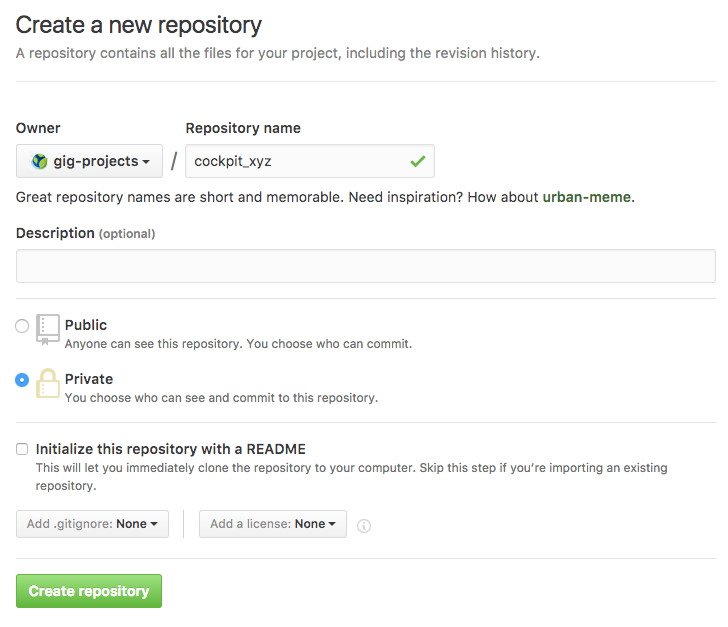 Create a new repository
A repository contains all the files for your project, including the revision history.
Owner
Repository name
gig-projects / cockpit_xyz
Great repository names are short and memorable. Need inspiration? How about urban-meme.
Description (optional)
Public
Anyone can see this repository. You choose who can commit.
Private
You choose who can see and commit to this repository.
Initialize this repository with a README
This will let you immediately clone the repository to your computer. Skip this step if you're importing an existing
repository.
Add .gitignore: None
Add a license: None
Create repository